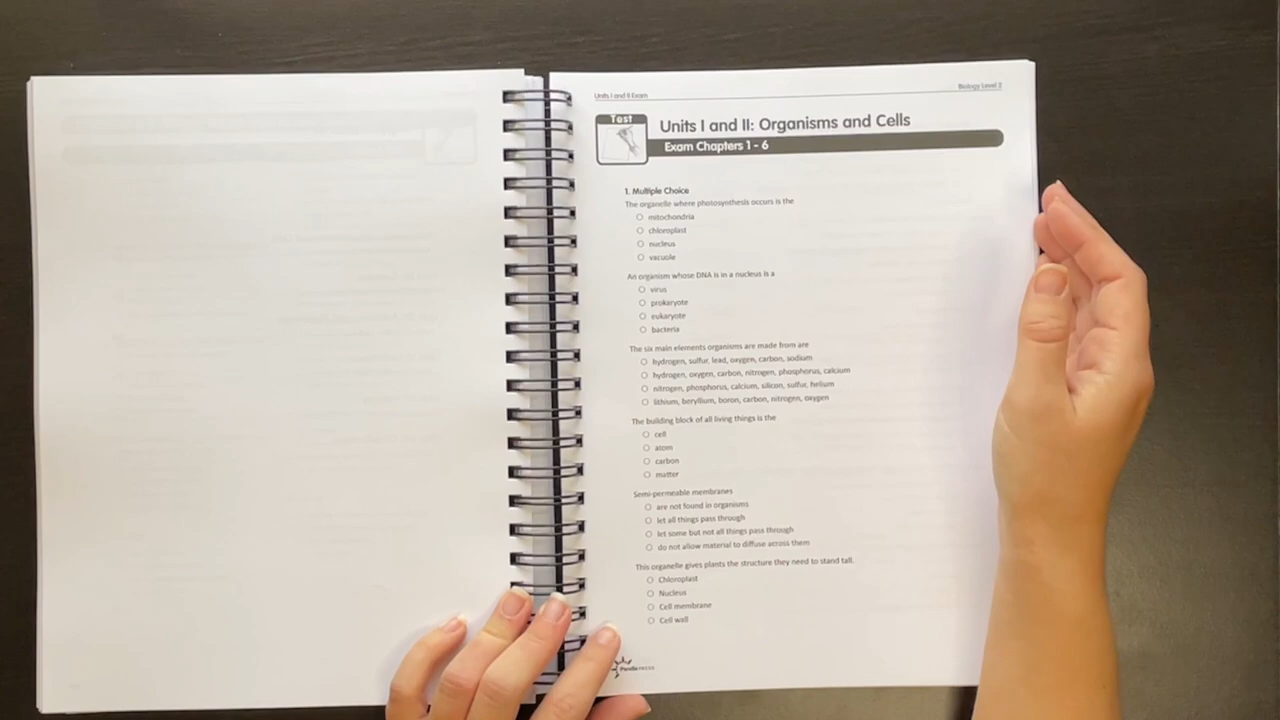 Units I and II Exam
Biology Level 2
Test
Units I and II: Organisms and Cells
Exam Chapters 1 - 6
1. Multiple Choice
The organelle where photosynthesis occurs is the
mitochondria
chloroplast
nucleus
vacuole
An organism whose DNA is in a nucleus is a
virus
prokaryote
eukaryote
bacteria
The six main elements organisms are made from are
hydrogen, sulfur, lead, oxygen, carbon, sodium
hydrogen, oxygen, carbon, nitrogen, phosphorus, calcium
nitrogen, phosphorus, calcium, silicon, sulfur, helium
lithium, beryllium, boron, carbon, nitrogen, oxygen
The building block of all living things is the
cell
atom
carbon
matter
Semi-permeable membranes
are not found in organisms
let all things pass through
let some but not all things pass through
do not allow material to diffuse across them
This organelle gives plants the structure they need to stand tall.
Chloroplast
Nucleus
Cell membrane
Cell wall
Pandia PRESS